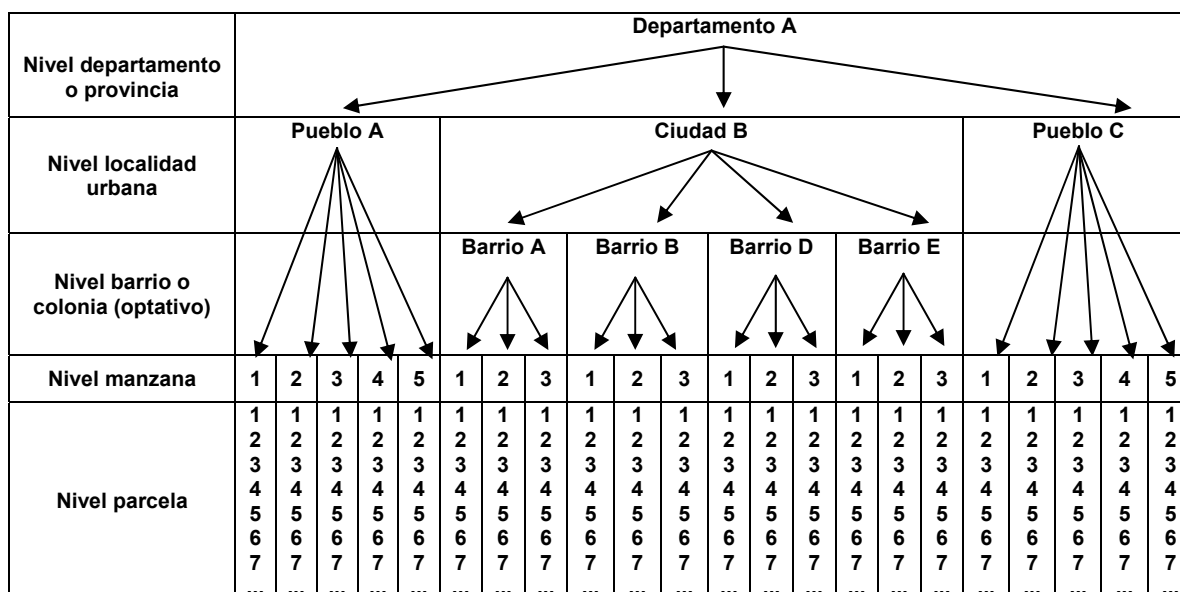 Departamento A
Nivel departamento
o provincia
Pueblo A Ciudad B Pueblo C
Nivel localidad
urbana
Barrio A Barrio B Barrio D Barrio E
Nivel barrio o
colonia (optativo)
Nivel manzana 1 2 3 4 5 1 2 3 1 2 3 1 2 3 1 2 3 1 2 3 4 5
1 1 1 1 1 1 1 1 1 1 1 1 1 1 1 1 1 1 1 1 1 1
2 2 2 2 2 2 2 2 2 2 2 2 2 2 2 2 2 2 2 2 2 2
3 3 3 3 3 3 3 3 3 3 3 3 3 3 3 3 3 3 3 3 3 3
4 4 4 4 4 4 4 4 4 4 4 4 4 4 4 4 4 4 4 4 4 4
Nivel parcela
5 5 5 5 5 5 5 5 5 5 5 5 5 5 5 5 5 5 5 5 5 5
6 6 6 6 6 6 6 6 6 6 6 6 6 6 6 6 6 6 6 6 6 6
7 7 7 7 7 7 7 7 7 7 7 7 7 7 7 7 7 7 7 7 7 7
... ... ... ... ... ... ... ... ... ... ... ... ... ... ... ... ... ... ... ... ... ...